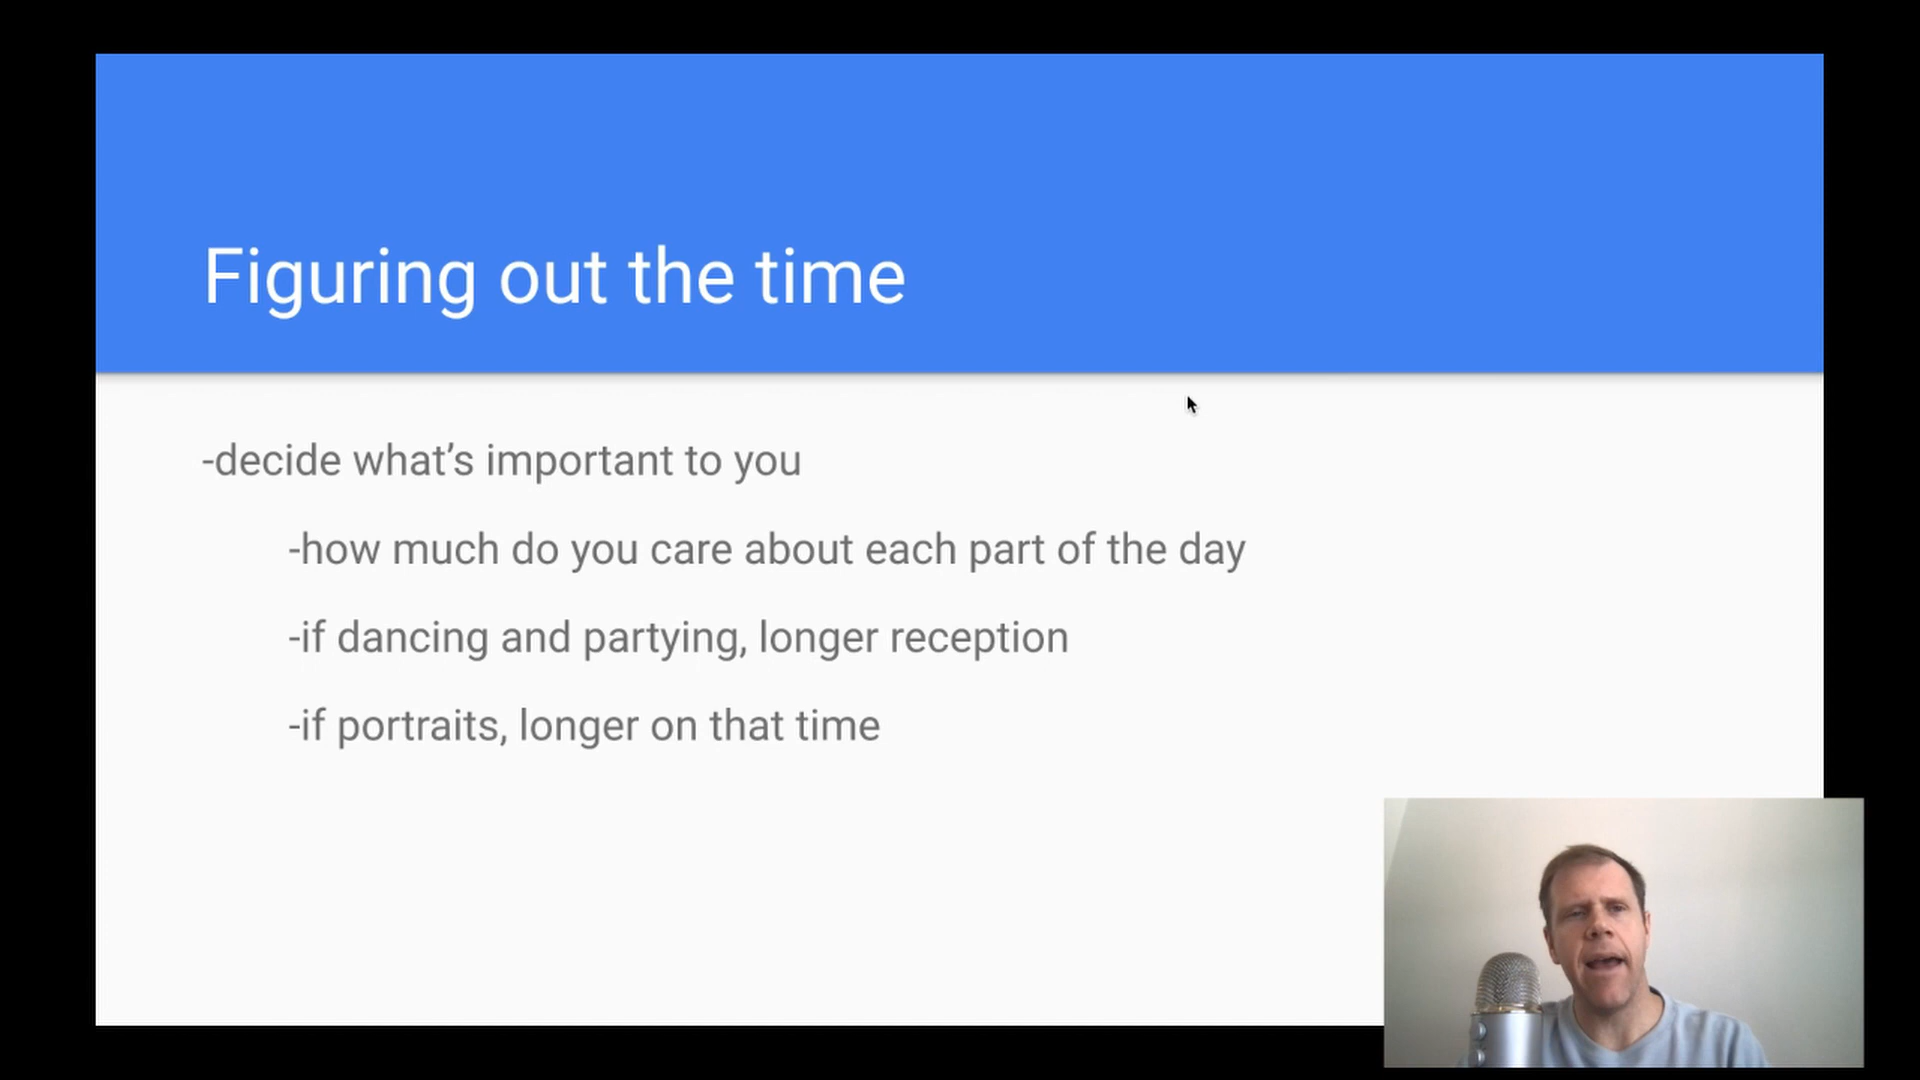 Figuring out the time
-decide what’s important to you
-how much do you care about each part of the day
-if dancing and partying, longer reception
-if portraits, longer on that time